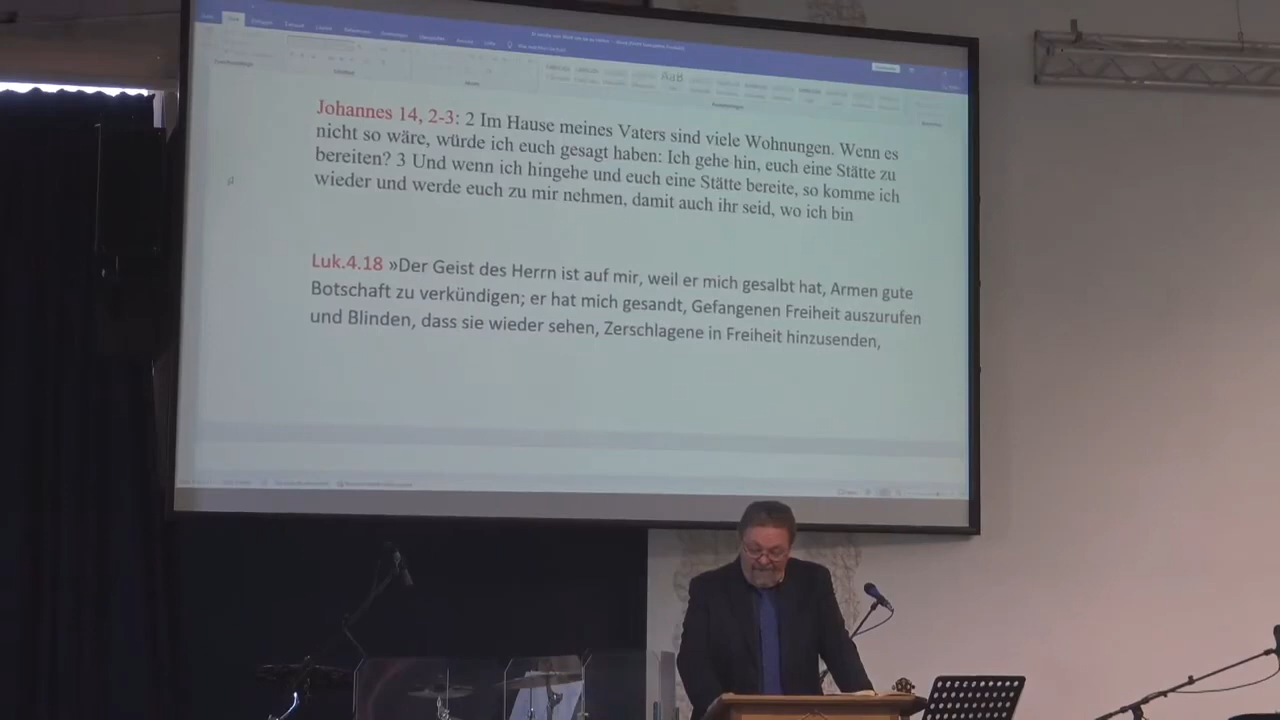 Johannes 14, 2-3: 2 Im Hause meines Vaters sind viele Wohnungen. Wenn es
nicht so wäre, würde ich euch gesagt haben: Ich gehe hin, euch eine Stätte zu
bereiten? 3 Und wenn ich hingehe und euch eine Stätte bereite, so komme ich
wieder und werde euch zu mir nehmen, damit auch ihr seid, wo ich bin
Luk.4.18 »Der Geist des Herrn ist auf mir, weil er mich gesalbt hat, Armen gute
Botschaft zu verkündigen; er hat mich gesandt, Gefangenen Freiheit auszurufen
und Blinden, dass sie wieder sehen, Zerschlagene in Freiheit hinzusenden,